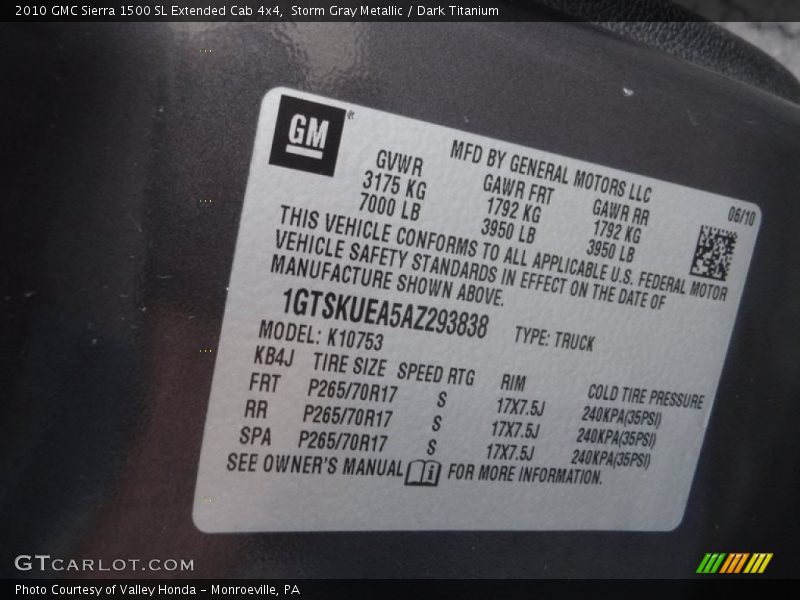 2010 GMC Sierra 1500 SL Extended Cab 4x4, Storm Gray Metallic / Dark Titanium
GM
MFD BY GENERAL MOTORS LLC
06/10
GVWR GAWR FRT GAWR RR
3175 KG 1792 KG 1792 KG
7000 LB 3950 LB 3950 LB
THIS VEHICLE CONFORMS TO ALL APPLICABLE U.S. FEDERAL MOTOR
VEHICLE SAFETY STANDARDS IN EFFECT ON THE DATE OF
MANUFACTURE SHOWN ABOVE.
1GTSKUEA5AZ293838 TYPE: TRUCK
MODEL: K10753
KB4J TIRE SIZE SPEED RTG RIM COLD TIRE PRESSURE
FRT P265/70R17 S 17X7.5J 240KPA(35PSI)
RR P265/70R17 S 17X7.5J 240KPA(35PSI)
SPA P265/70R17 S 17X7.5J 240KPA(35PSI)
SEE OWNER'S MANUAL i FOR MORE INFORMATION.
GTCARLOT.COM
Photo Courtesy of Valley Honda - Monroeville, PA